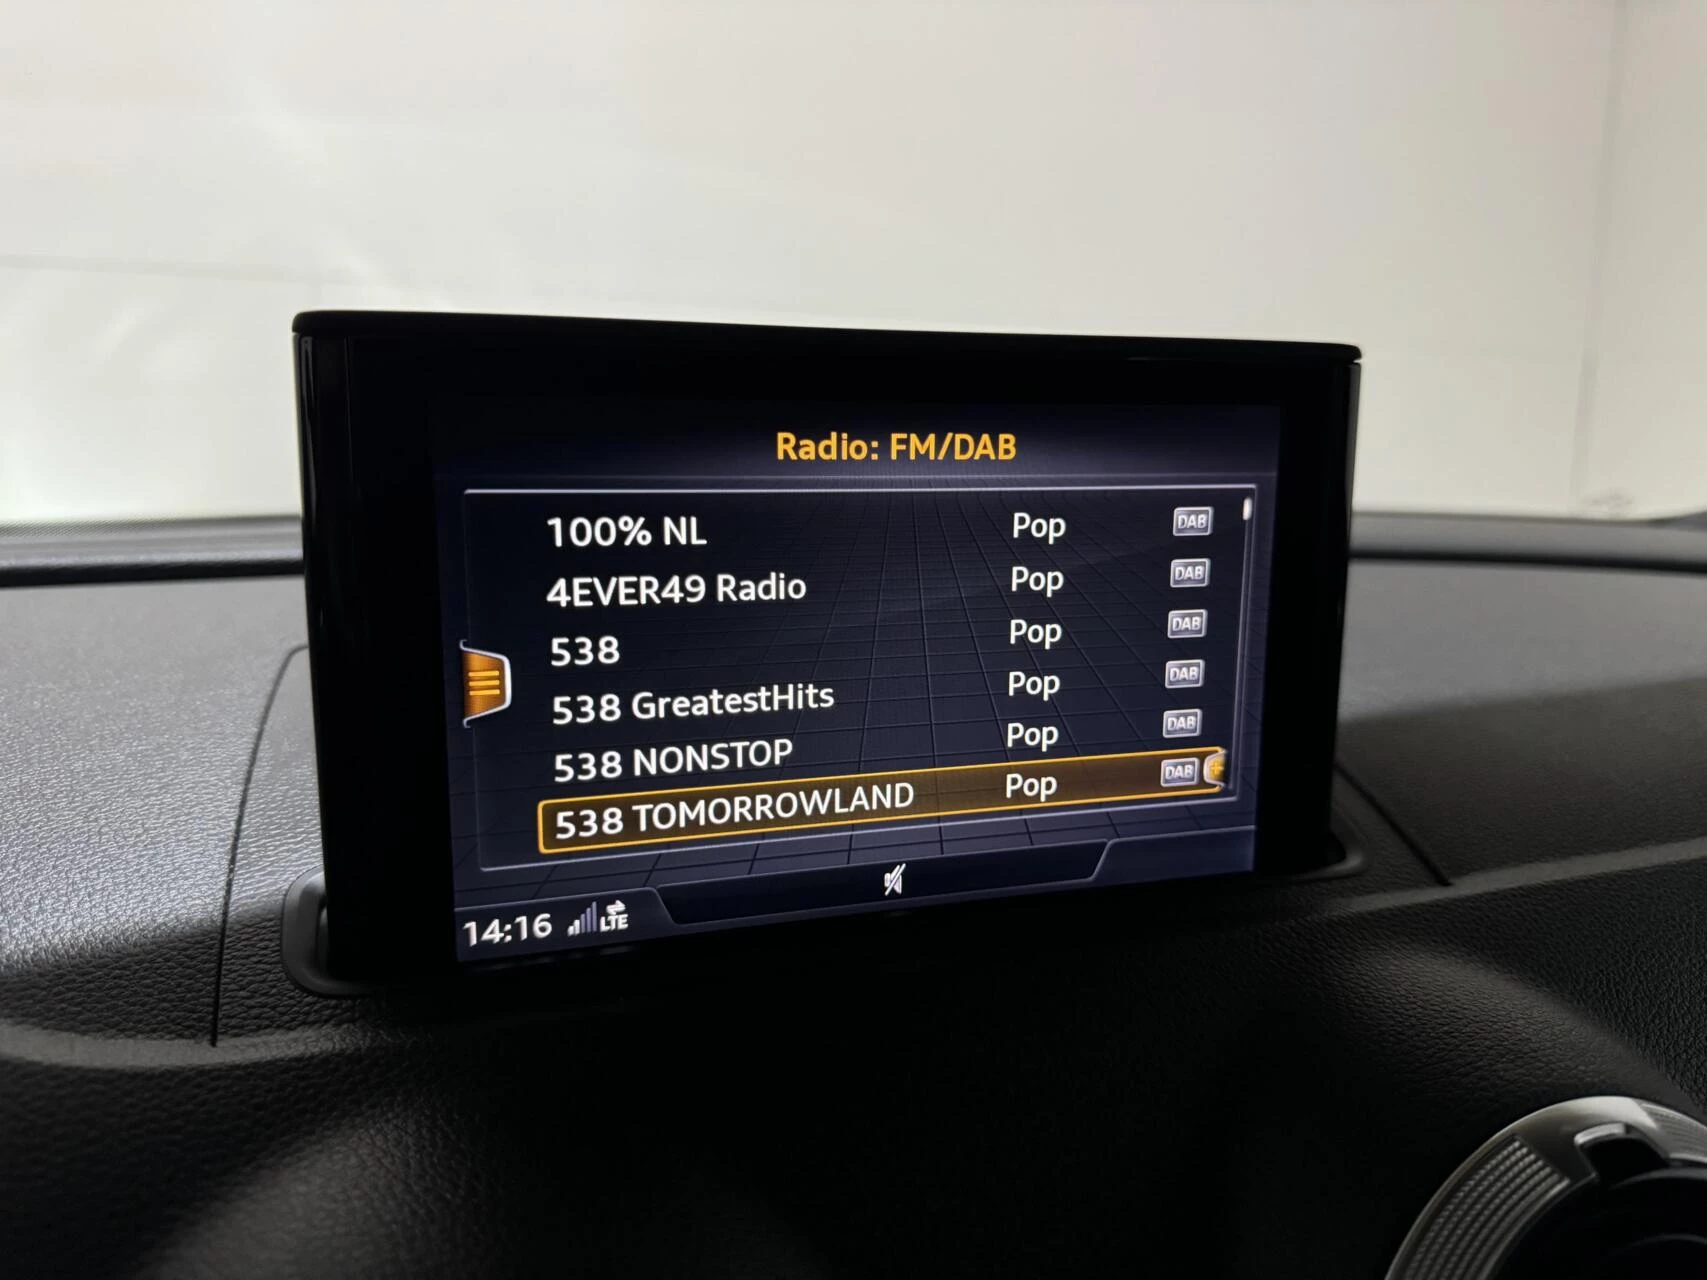 Radio: FM/DAB
100% NL Pop DAB
4EVER49 Radio Pop DAB
538 Pop DAB
538 GreatestHits Pop DAB
538 NONSTOP Pop DAB
538 TOMORROWLAND Pop DAB
14:16 LTE